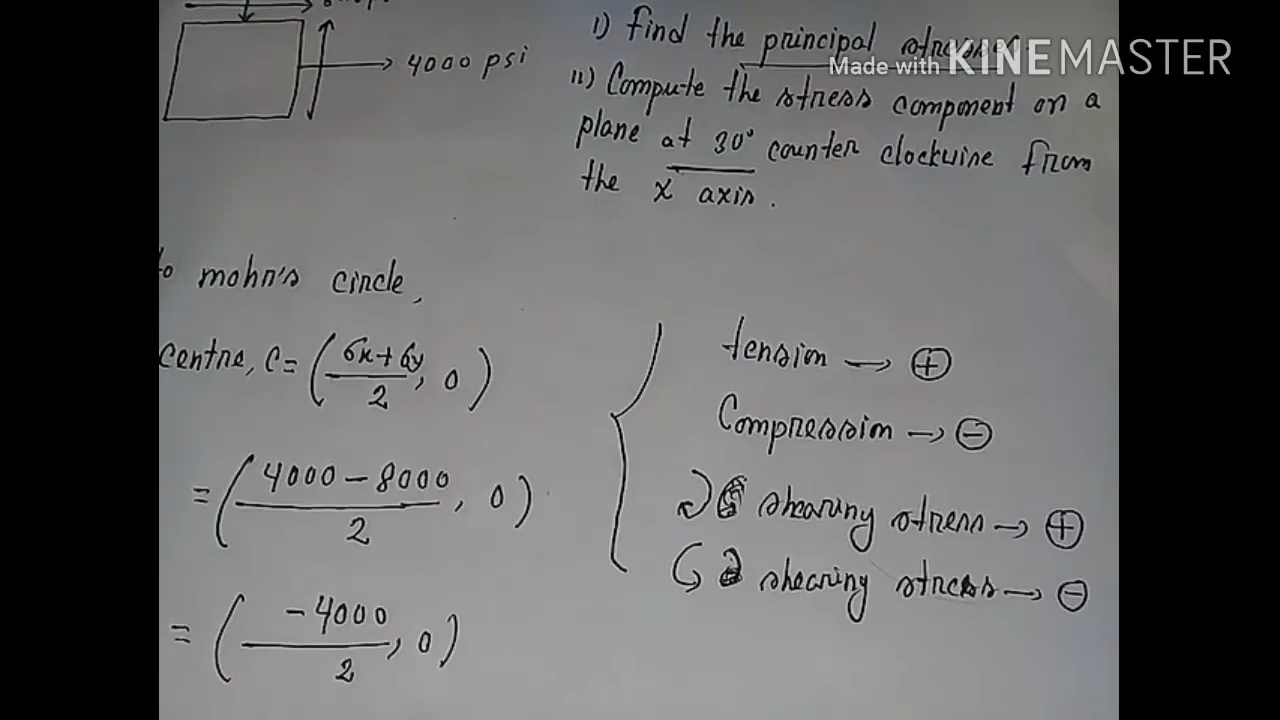 4000 psi
i) Find the principal
Made with KINEMASTER
ii) Compute the stress component on a
plane at 30° counter clockwise from
the x axis.
to mohr's circle,
centre, C = (σx+σy/2, 0)
= (4000 - 8000/2, 0)
= (-4000/2, 0)
tension → ⊕
Compression → ⊖
shearing stress → ⊕
shearing stress → ⊖